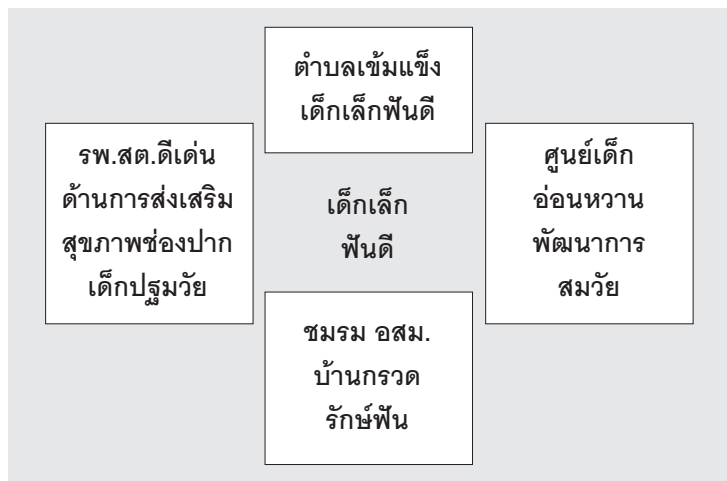 ตำบลเข้มแข็ง
เด็กเล็กฟันดี
รพ.สต.ดีเด่น
ด้านการส่งเสริม
สุขภาพช่องปาก
เด็กปฐมวัย
เด็กเล็ก
ฟันดี
ศูนย์เด็ก
อ่อนหวาน
พัฒนาการ
สมวัย
ชมรม อสม.
บ้านกรวด
รักษ์ฟัน